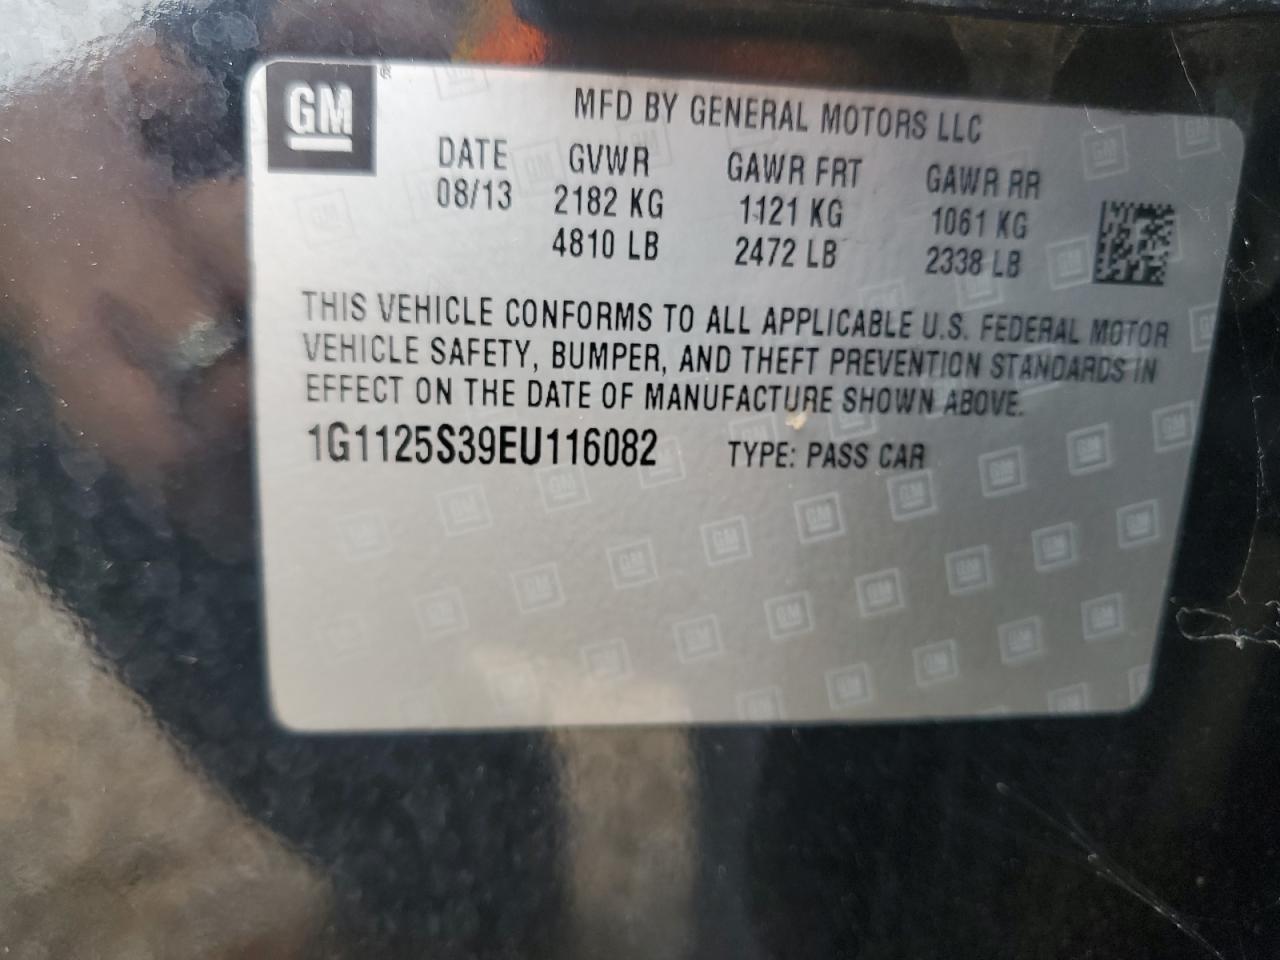 GM
MFD BY GENERAL MOTORS LLC
DATE GVWR GAWR FRT GAWR RR
08/13 2182 KG 1121 KG 1061 KG
4810 LB 2472 LB 2338 LB
THIS VEHICLE CONFORMS TO ALL APPLICABLE U.S. FEDERAL MOTOR
VEHICLE SAFETY, BUMPER, AND THEFT PREVENTION STANDARDS IN
EFFECT ON THE DATE OF MANUFACTURE SHOWN ABOVE.
1G1125S39EU116082 TYPE: PASS CAR